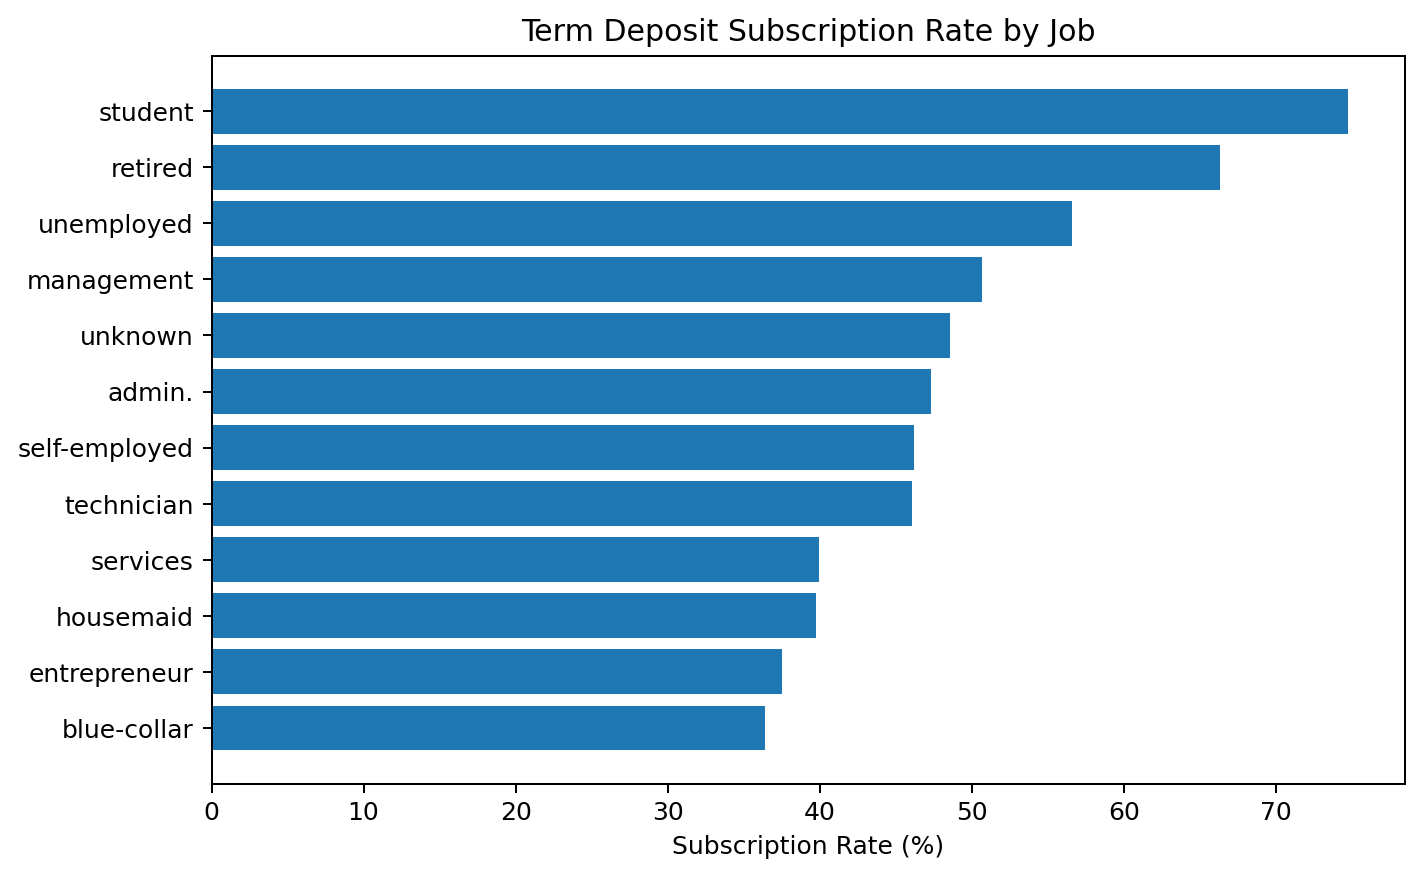 Term Deposit Subscription Rate by Job
student
retired
unemployed
management
unknown
admin.
self-employed
technician
services
housemaid
entrepreneur
blue-collar
0 10 20 30 40 50 60 70
Subscription Rate (%)